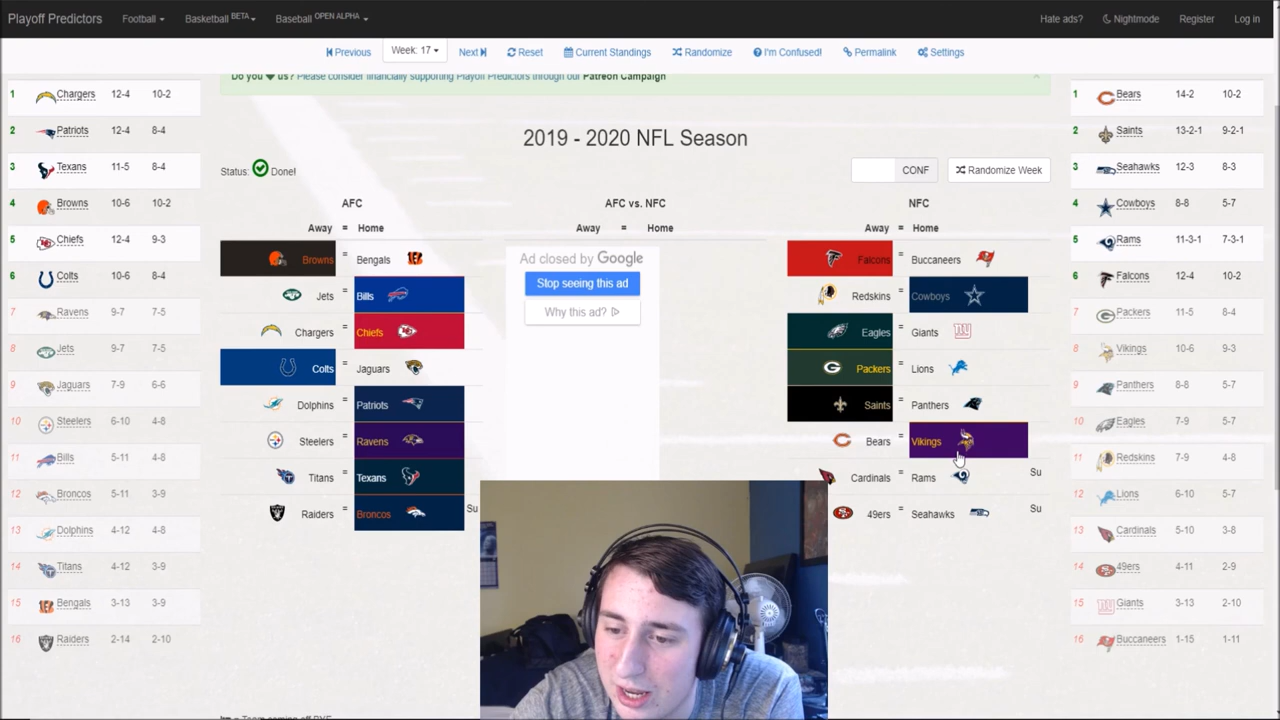 Playoff Predictors Football Basketball BETA Baseball OPEN ALPHA Hate ads? Nightmode Register Log in
Previous Week: 17 Next Reset Current Standings Randomize I'm Confused! Permalink Settings
Do you us? Please consider financially supporting Playoff Predictors through our Patreon Campaign ×
1 Chargers 12-4 10-2
2 Patriots 12-4 8-4
3 Texans 11-5 8-4
4 Browns 10-6 10-2
5 Chiefs 12-4 9-3
6 Colts 10-6 8-4
7 Ravens 9-7 7-5
8 Jets 9-7 7-5
9 Jaguars 7-9 6-6
10 Steelers 6-10 4-8
11 Bills 5-11 4-8
12 Broncos 5-11 3-9
13 Dolphins 4-12 4-8
14 Titans 4-12 3-9
15 Bengals 3-13 3-9
16 Raiders 2-14 2-10
2019 - 2020 NFL Season
Status: Done!
CONF Randomize Week
AFC
Away = Home
Browns = Bengals
Jets = Bills
Chargers = Chiefs
Colts = Jaguars
Dolphins = Patriots
Steelers = Ravens
Titans = Texans
Raiders = Broncos Su
AFC vs. NFC
Away = Home
Ad closed by Google
Stop seeing this ad
Why this ad?
NFC
Away = Home
Falcons = Buccaneers
Redskins = Cowboys
Eagles = Giants
Packers = Lions
Saints = Panthers
Bears = Vikings
Cardinals = Rams Su
49ers = Seahawks Su
1 Bears 14-2 10-2
2 Saints 13-2-1 9-2-1
3 Seahawks 12-3 8-3
4 Cowboys 8-8 5-7
5 Rams 11-3-1 7-3-1
6 Falcons 12-4 10-2
7 Packers 11-5 8-4
8 Vikings 10-6 9-3
9 Panthers 8-8 5-7
10 Eagles 7-9 5-7
11 Redskins 7-9 4-8
12 Lions 6-10 5-7
13 Cardinals 5-10 3-8
14 49ers 4-11 2-9
15 Giants 3-13 2-10
16 Buccaneers 1-15 1-11
= Team coming off BYE